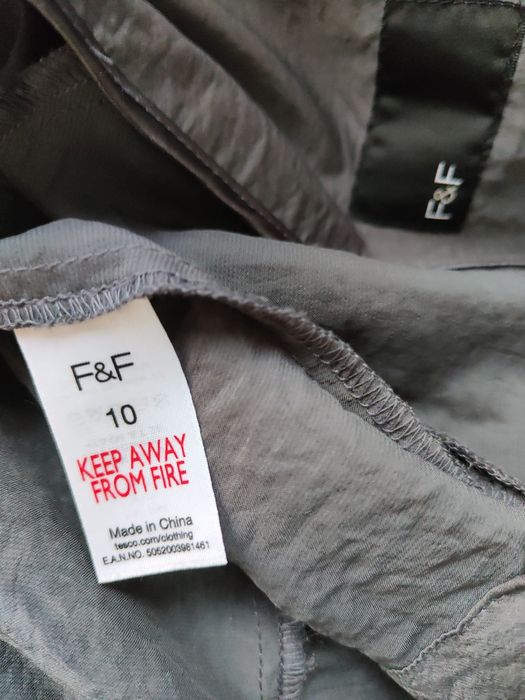 F&F
F&F
10
KEEP AWAY
FROM FIRE
Made in China
tesco.com/clothing
E.A.N.NO. 5052003981461